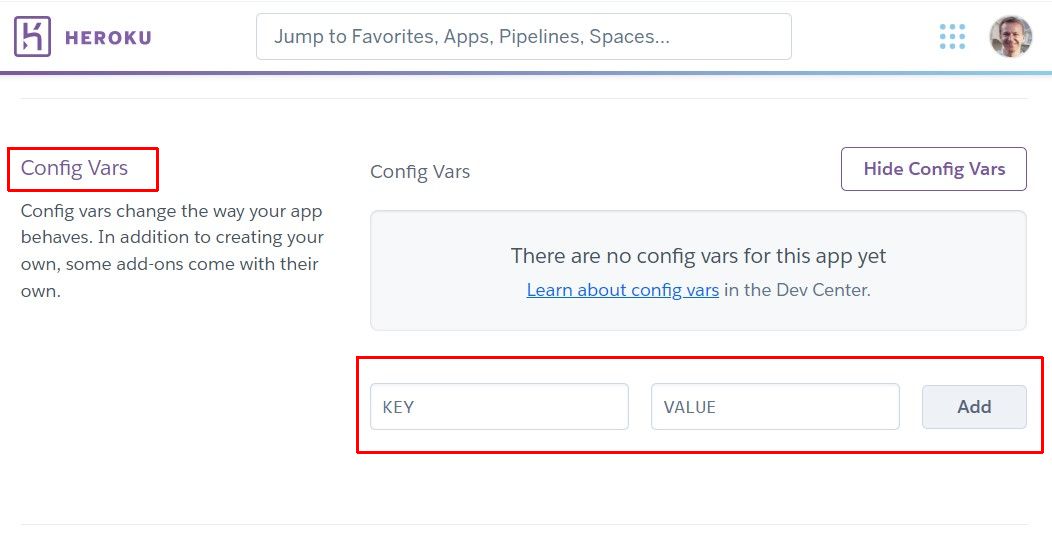 HEROKU
Jump to Favorites, Apps, Pipelines, Spaces...
Config Vars
Config vars change the way your app
behaves. In addition to creating your
own, some add-ons come with their
own.
Config Vars
Hide Config Vars
There are no config vars for this app yet
Learn about config vars in the Dev Center.
KEY
VALUE
Add